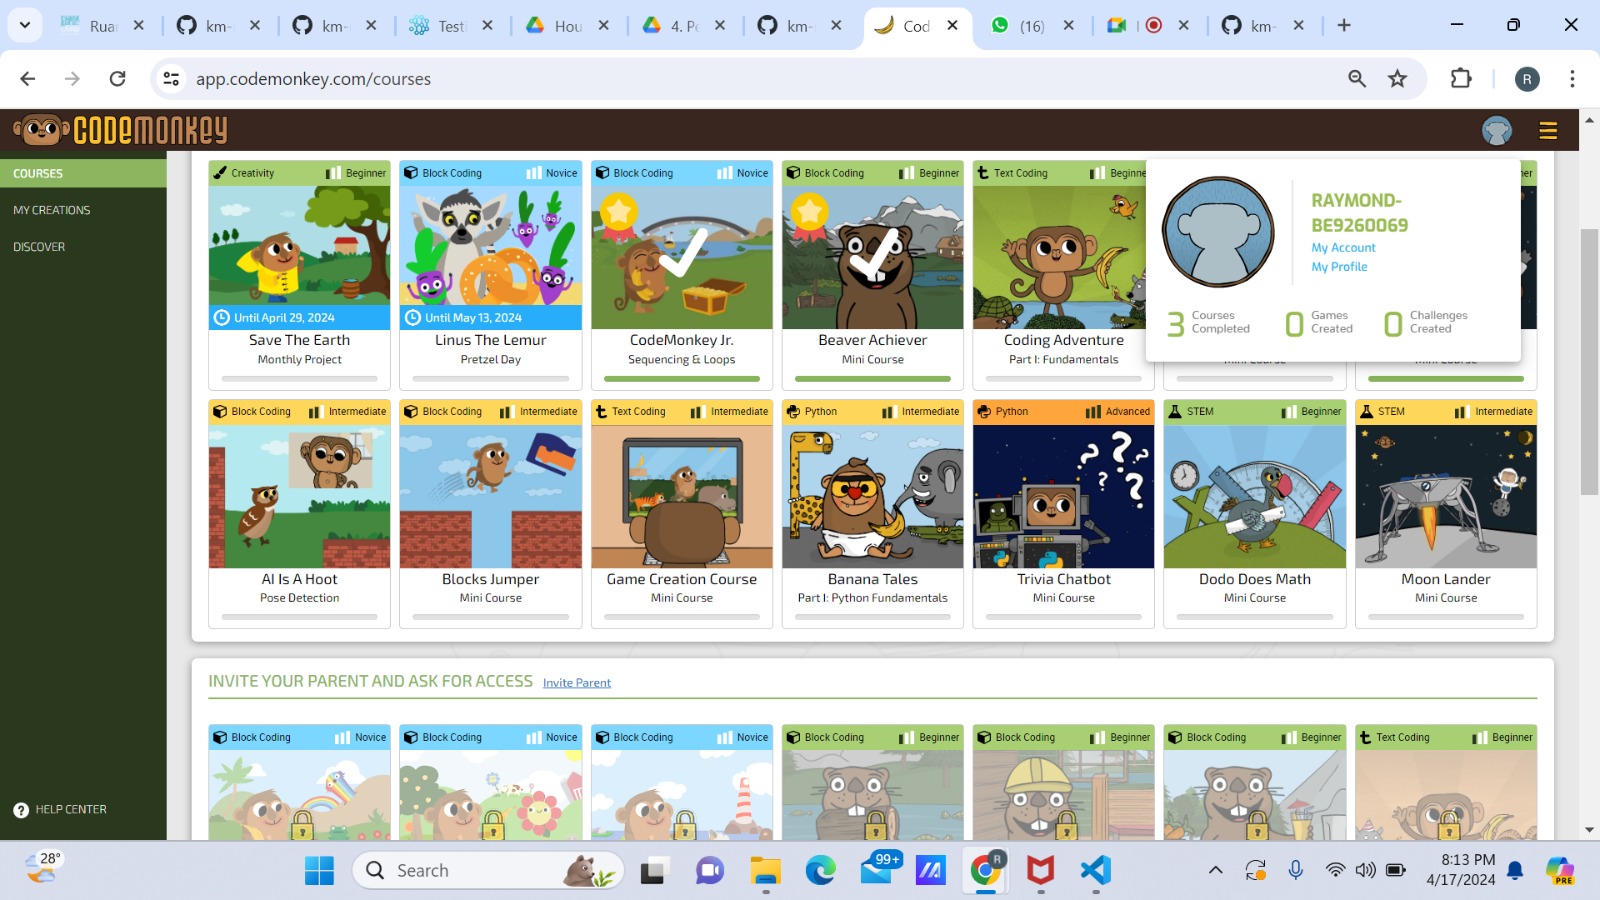 Ruar
km-
km-
Testi
Hou
4. Pe
km-
Cod
(16)
km-
app.codemonkey.com/courses
R
CODEMONKEY
COURSES
MY CREATIONS
DISCOVER
HELP CENTER
Creativity Beginner
Until April 29, 2024
Save The Earth
Monthly Project
Block Coding Novice
Until May 13, 2024
Linus The Lemur
Pretzel Day
Block Coding Novice
CodeMonkey Jr.
Sequencing & Loops
Block Coding Beginner
Beaver Achiever
Mini Course
Text Coding Beginne
Coding Adventure
Part I: Fundamentals
RAYMOND-
BE9260069
My Account
My Profile
3 Courses
Completed
0 Games
Created
0 Challenges
Created
Block Coding Intermediate
AI Is A Hoot
Pose Detection
Block Coding Intermediate
Blocks Jumper
Mini Course
Text Coding Intermediate
Game Creation Course
Mini Course
Python Intermediate
Banana Tales
Part I: Python Fundamentals
Python Advanced
Trivia Chatbot
Mini Course
STEM Beginner
Dodo Does Math
Mini Course
STEM Intermediate
Moon Lander
Mini Course
INVITE YOUR PARENT AND ASK FOR ACCESS Invite Parent
Block Coding Novice
Block Coding Novice
Block Coding Novice
Block Coding Beginner
Block Coding Beginner
Block Coding Beginner
Text Coding Beginner
28°
Search
99+
R
8:13 PM
4/17/2024
PRE